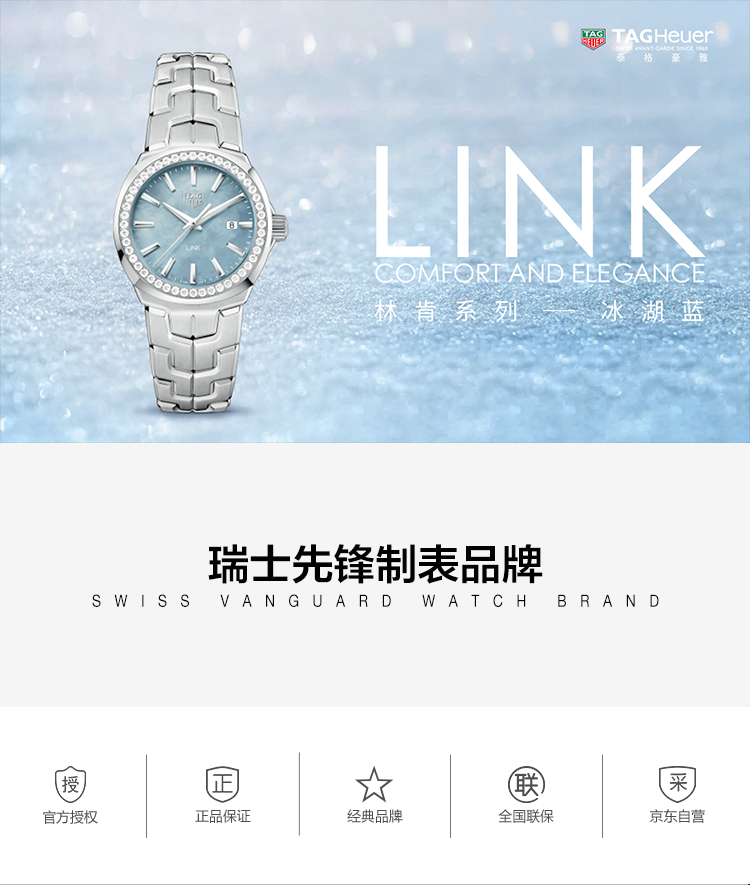 TAG
HEUER
TAGHeuer
SWISS AVANT-GARDE SINCE 1860
泰格豪雅
TAG
HEUER
8
LINK
LINK
COMFORT AND ELEGANCE
林肯系列 — 冰湖蓝
瑞士先锋制表品牌
SWISS VANGUARD WATCH BRAND
授 正 联 采
官方授权 正品保证 经典品牌 全国联保 京东自营